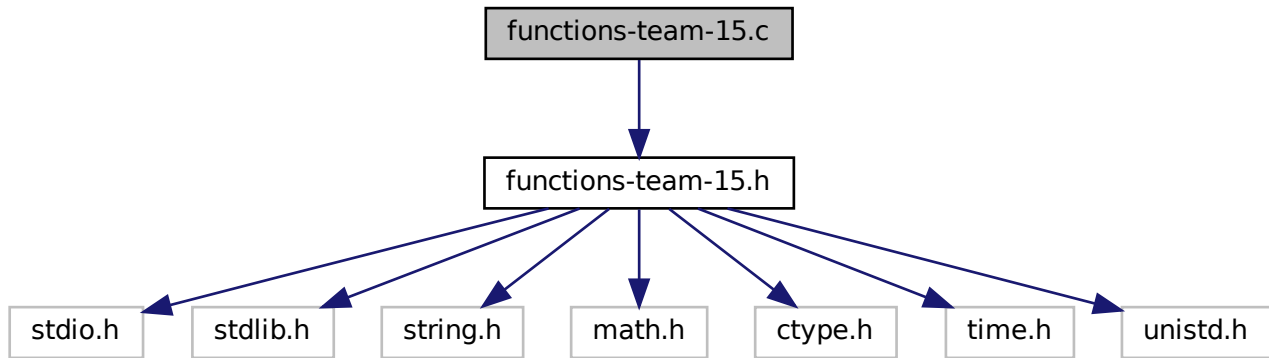 functions-team-15.c
functions-team-15.h
stdio.h
stdlib.h
string.h
math.h
ctype.h
time.h
unistd.h